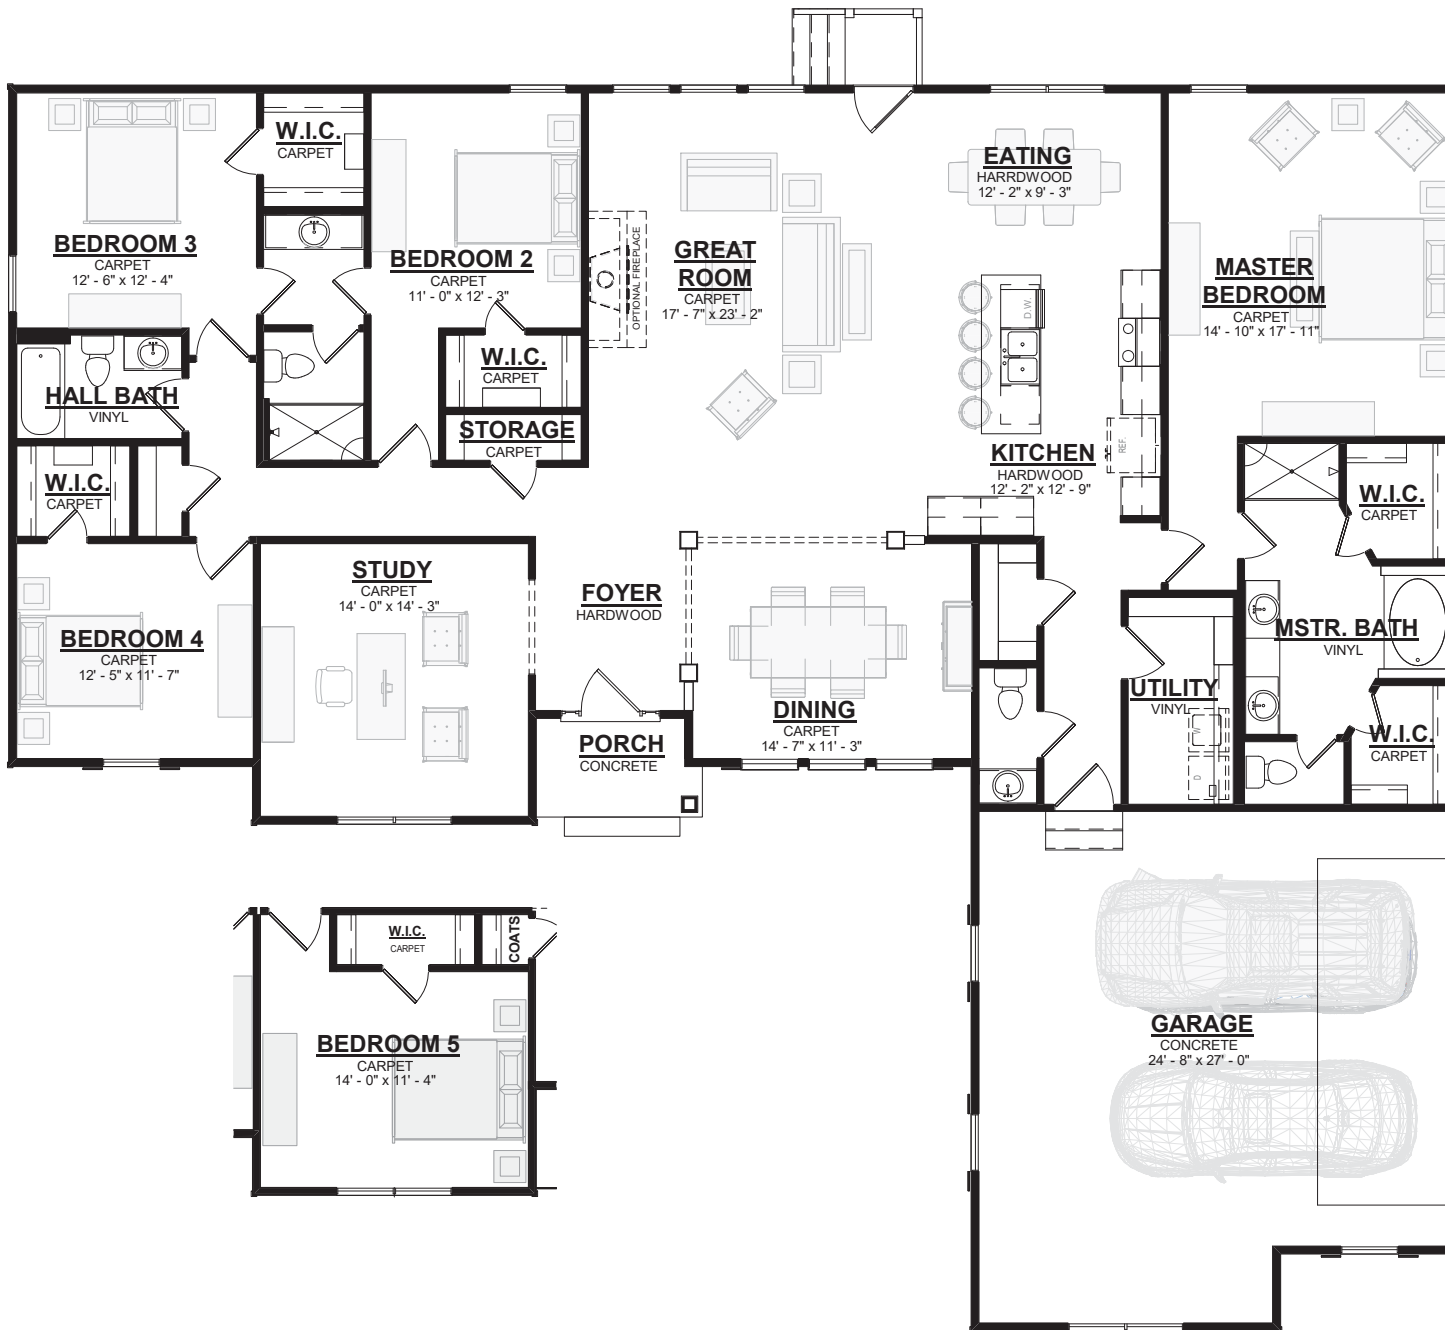 W.I.C.
CARPET
EATING
HARRDWOOD
12' - 2" x 9' - 3"
BEDROOM 3
CARPET
12' - 6" x 12' - 4"
BEDROOM 2
CARPET
11' - 0" x 12' - 3"
OPTIONAL FIREPLACE
GREAT
ROOM
CARPET
17' - 7" x 23' - 2"
D.W.
MASTER
BEDROOM
CARPET
14' - 10" x 17' - 11"
HALL BATH
VINYL
W.I.C.
CARPET
STORAGE
CARPET
KITCHEN
HARDWOOD
12' - 2" x 12' - 9"
REF.
W.I.C.
CARPET
W.I.C.
CARPET
STUDY
CARPET
14' - 0" x 14' - 3"
FOYER
HARDWOOD
BEDROOM 4
CARPET
12' - 5" x 11' - 7"
MSTR. BATH
VINYL
UTILITY
VINYL
W
D
DINING
CARPET
14' - 7" x 11' - 3"
PORCH
CONCRETE
W.I.C.
CARPET
W.I.C.
CARPET
COATS
BEDROOM 5
CARPET
14' - 0" x 11' - 4"
GARAGE
CONCRETE
24' - 8" x 27' - 0"